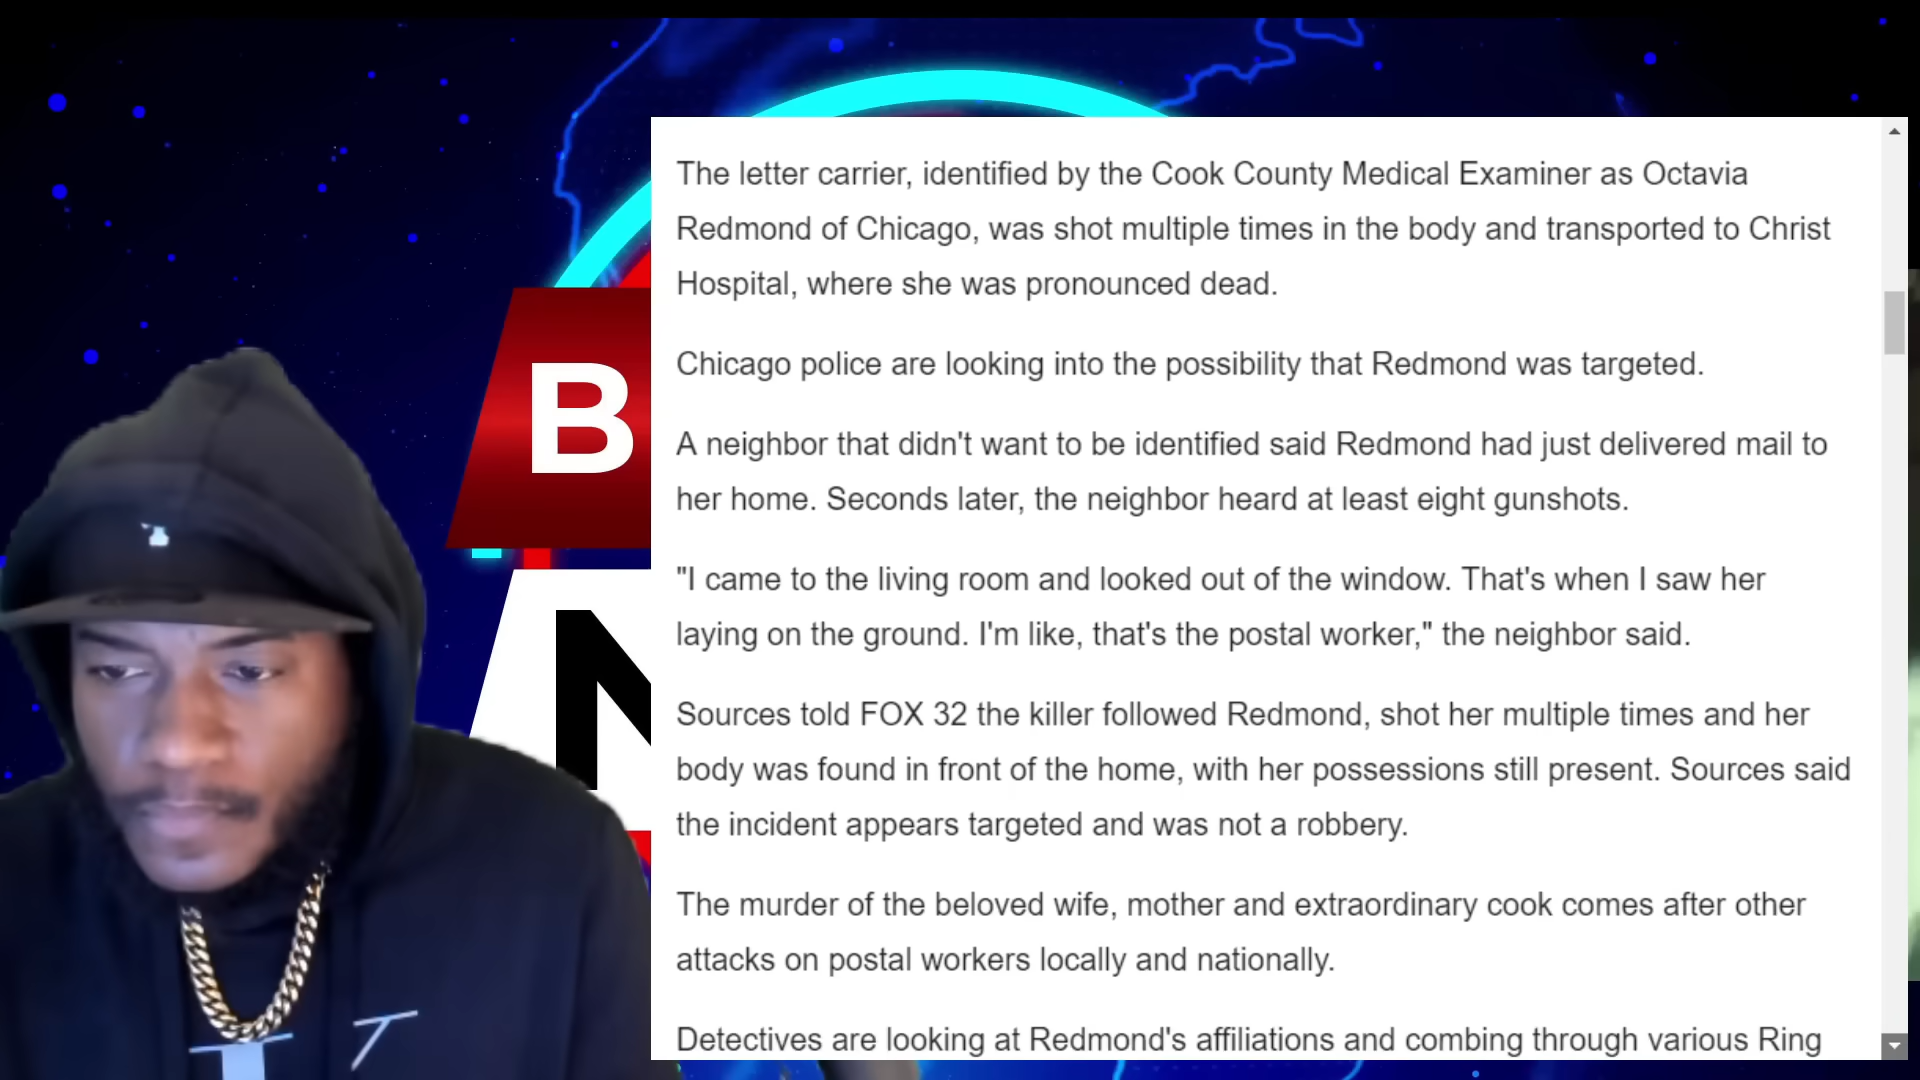 The letter carrier, identified by the Cook County Medical Examiner as Octavia
Redmond of Chicago, was shot multiple times in the body and transported to Christ
Hospital, where she was pronounced dead.
Chicago police are looking into the possibility that Redmond was targeted.
A neighbor that didn't want to be identified said Redmond had just delivered mail to
her home. Seconds later, the neighbor heard at least eight gunshots.
"I came to the living room and looked out of the window. That's when I saw her
laying on the ground. I'm like, that's the postal worker," the neighbor said.
Sources told FOX 32 the killer followed Redmond, shot her multiple times and her
body was found in front of the home, with her possessions still present. Sources said
the incident appears targeted and was not a robbery.
The murder of the beloved wife, mother and extraordinary cook comes after other
attacks on postal workers locally and nationally.
Detectives are looking at Redmond's affiliations and combing through various Ring
B
N